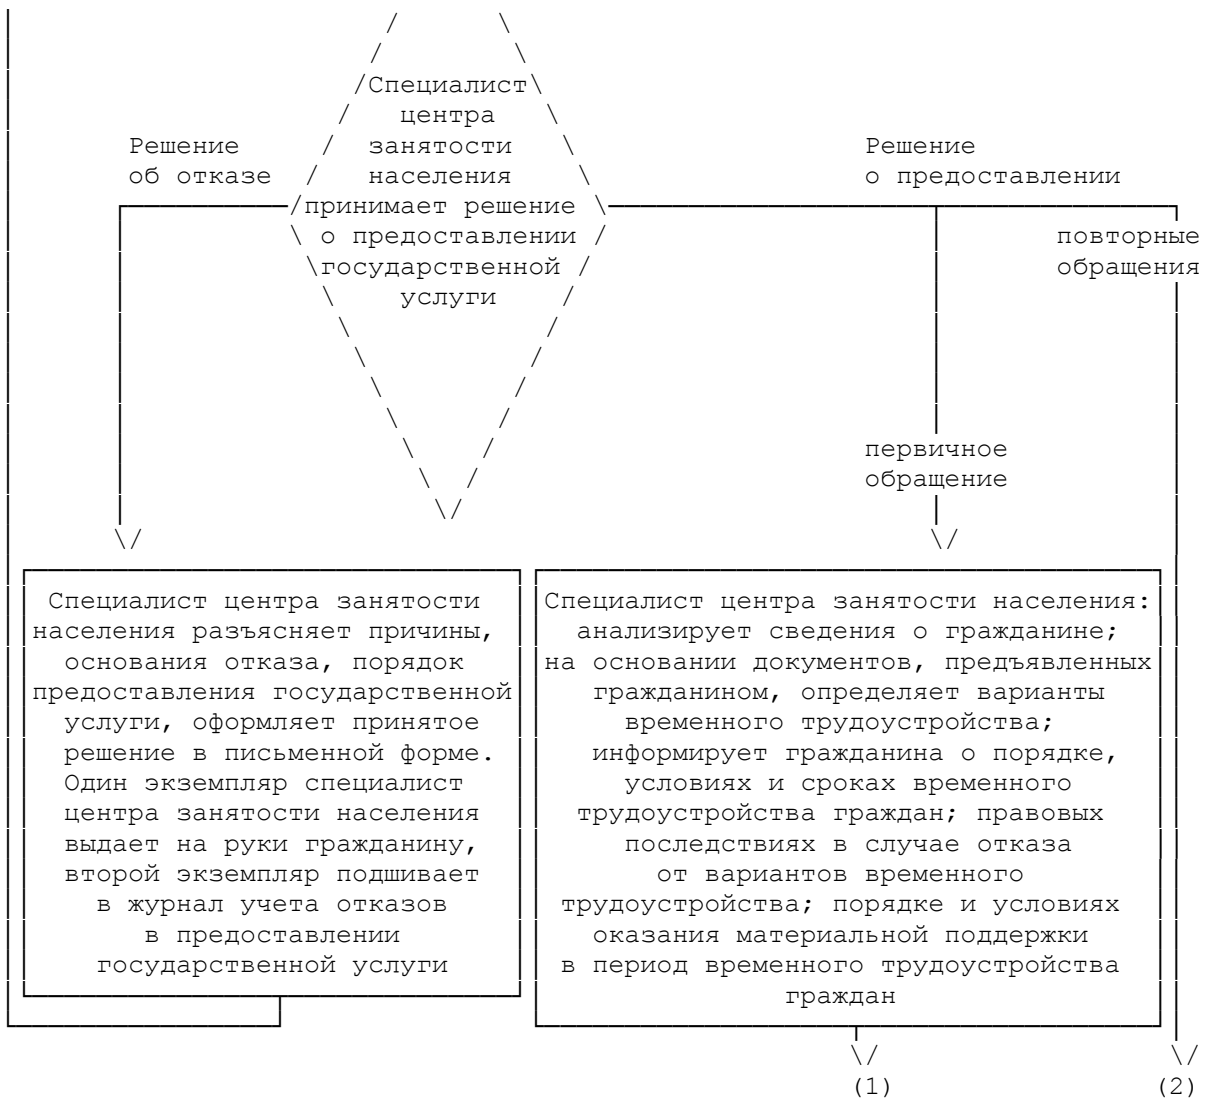 Специалист
центра
занятости
населения
принимает решение
о предоставлении
государственной
услуги
Решение
об отказе
Решение
о предоставлении
повторные
обращения
первичное
обращение
Специалист центра занятости
населения разъясняет причины,
основания отказа, порядок
предоставления государственной
услуги, оформляет принятое
решение в письменной форме.
Один экземпляр специалист
центра занятости населения
выдает на руки гражданину,
второй экземпляр подшивает
в журнал учета отказов
в предоставлении
государственной услуги
Специалист центра занятости населения:
анализирует сведения о гражданине;
на основании документов, предъявленных
гражданином, определяет варианты
временного трудоустройства;
информирует гражданина о порядке,
условиях и сроках временного
трудоустройства граждан; правовых
последствиях в случае отказа
от вариантов временного
трудоустройства; порядке и условиях
оказания материальной поддержки
в период временного трудоустройства
граждан
(1)
(2)